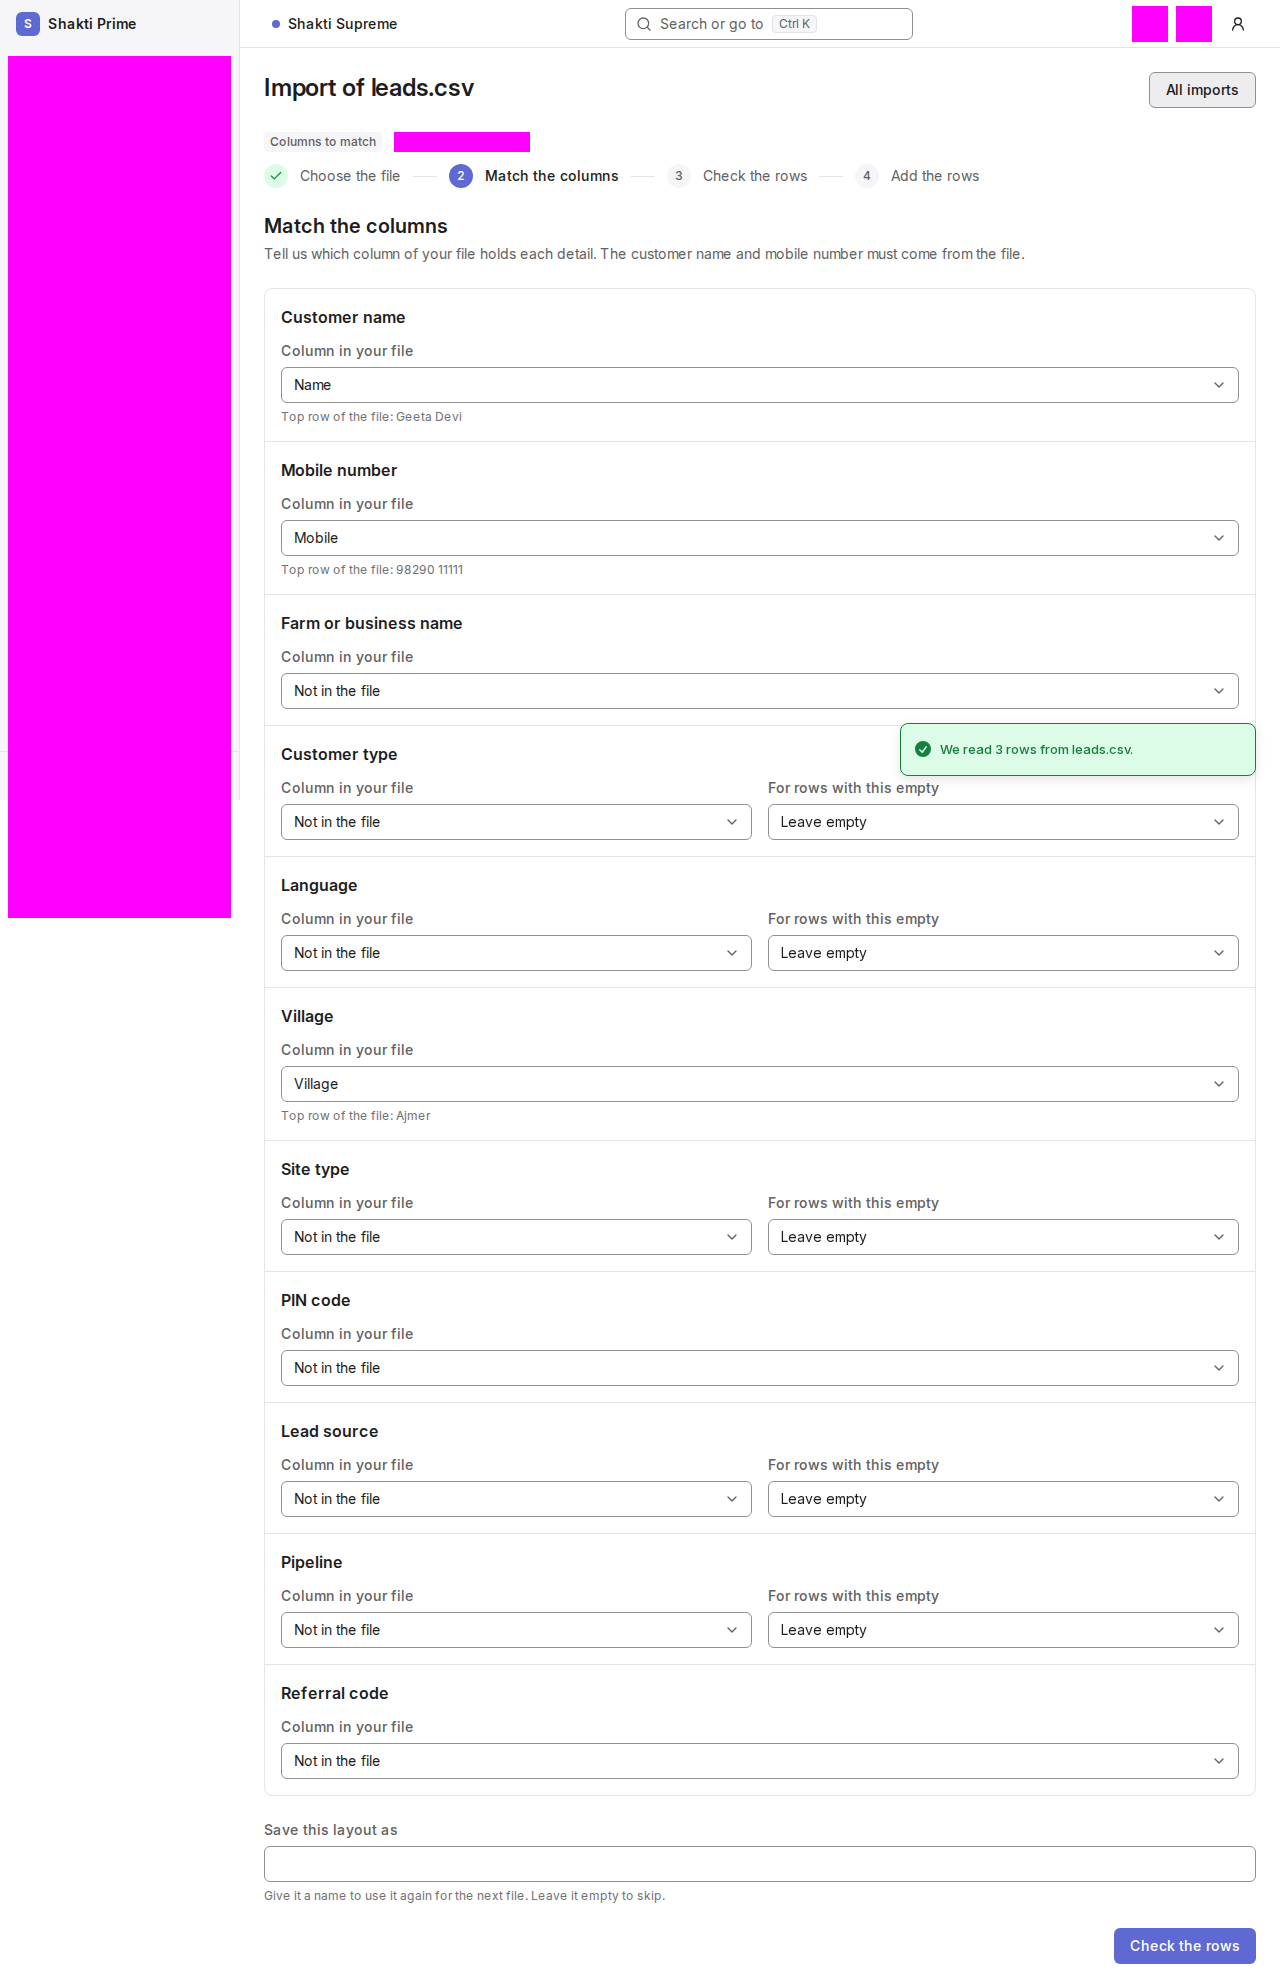 S Shakti Prime
Shakti Supreme
Search or go to Ctrl K
Import of leads.csv
All imports
Columns to match
Choose the file
2 Match the columns
3 Check the rows
4 Add the rows
Match the columns
Tell us which column of your file holds each detail. The customer name and mobile number must come from the file.
Customer name
Column in your file
Name
Top row of the file: Geeta Devi
Mobile number
Column in your file
Mobile
Top row of the file: 98290 11111
Farm or business name
Column in your file
Not in the file
We read 3 rows from leads.csv.
Customer type
Column in your file
For rows with this empty
Not in the file
Leave empty
Language
Column in your file
For rows with this empty
Not in the file
Leave empty
Village
Column in your file
Village
Top row of the file: Ajmer
Site type
Column in your file
For rows with this empty
Not in the file
Leave empty
PIN code
Column in your file
Not in the file
Lead source
Column in your file
For rows with this empty
Not in the file
Leave empty
Pipeline
Column in your file
For rows with this empty
Not in the file
Leave empty
Referral code
Column in your file
Not in the file
Save this layout as
Give it a name to use it again for the next file. Leave it empty to skip.
Check the rows